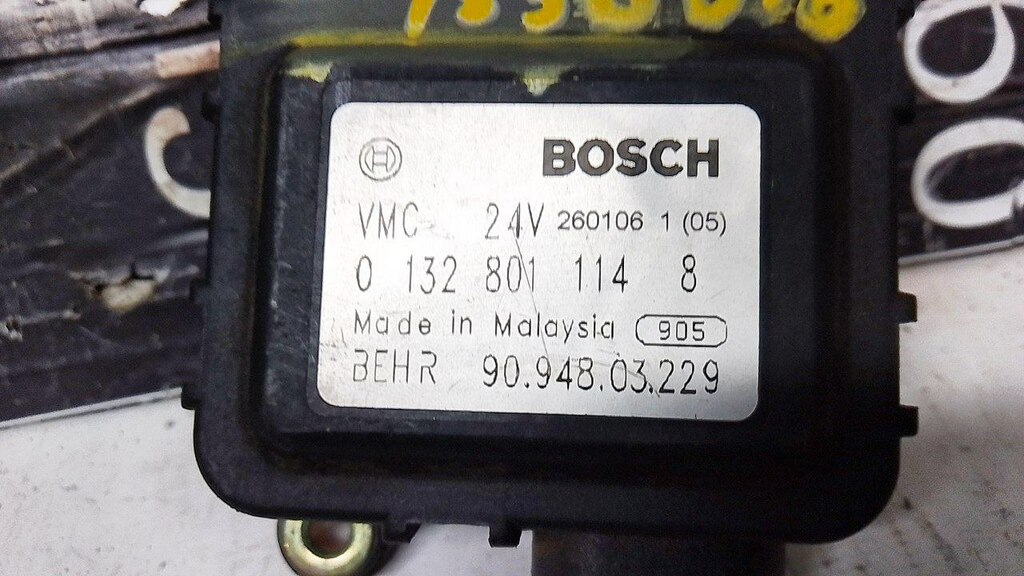 BOSCH
VMC 24V 260106 1 (05)
0 132 801 114 8
Made in Malaysia 905
BEHR 90.948.03.229